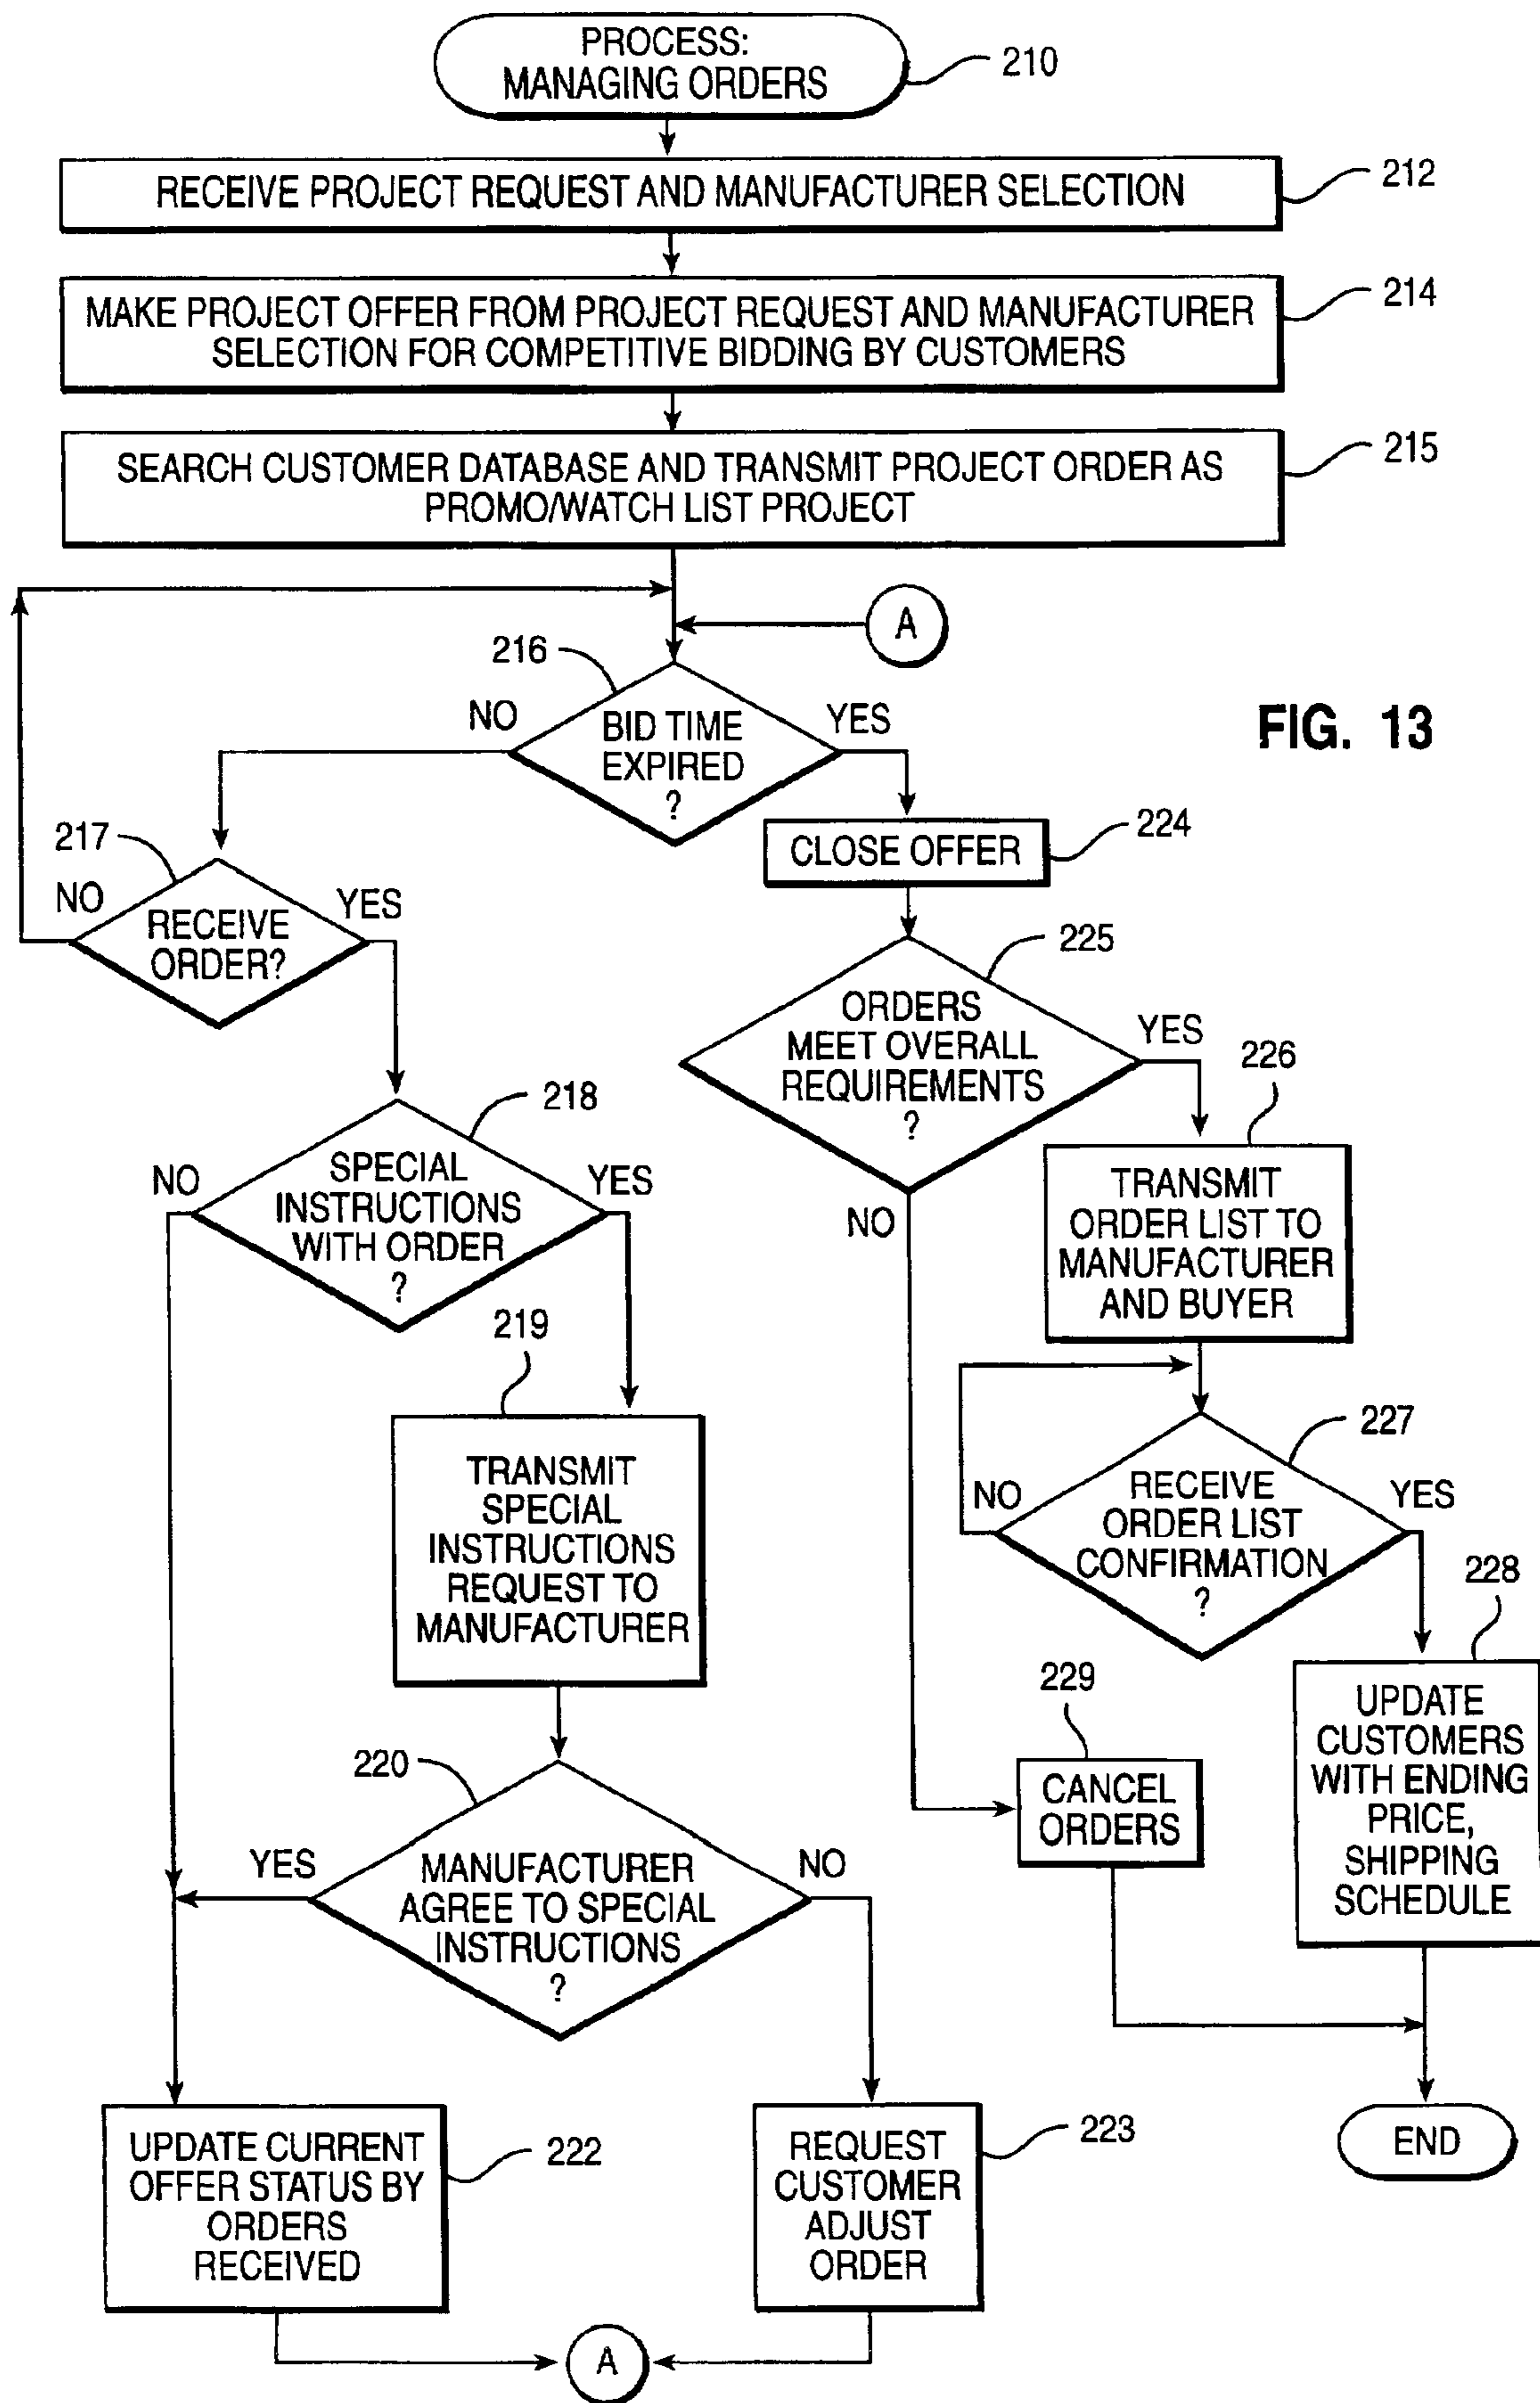 PROCESS:
MANAGING ORDERS
210
RECEIVE PROJECT REQUEST AND MANUFACTURER SELECTION
212
MAKE PROJECT OFFER FROM PROJECT REQUEST AND MANUFACTURER
SELECTION FOR COMPETITIVE BIDDING BY CUSTOMERS
214
SEARCH CUSTOMER DATABASE AND TRANSMIT PROJECT ORDER AS
PROMO/WATCH LIST PROJECT
215
A
216
NO
BID TIME
EXPIRED
?
YES
FIG. 13
217
NO
RECEIVE
ORDER?
YES
CLOSE OFFER
224
225
ORDERS
MEET OVERALL
REQUIREMENTS
?
YES
NO
218
NO
SPECIAL
INSTRUCTIONS
WITH ORDER
?
YES
226
TRANSMIT
ORDER LIST TO
MANUFACTURER
AND BUYER
219
TRANSMIT
SPECIAL
INSTRUCTIONS
REQUEST TO
MANUFACTURER
227
NO
RECEIVE
ORDER LIST
CONFIRMATION
?
YES
228
UPDATE
CUSTOMERS
WITH ENDING
PRICE,
SHIPPING
SCHEDULE
229
CANCEL
ORDERS
220
YES
MANUFACTURER
AGREE TO SPECIAL
INSTRUCTIONS
?
NO
UPDATE CURRENT
OFFER STATUS BY
ORDERS
RECEIVED
222
REQUEST
CUSTOMER
ADJUST
ORDER
223
END
A